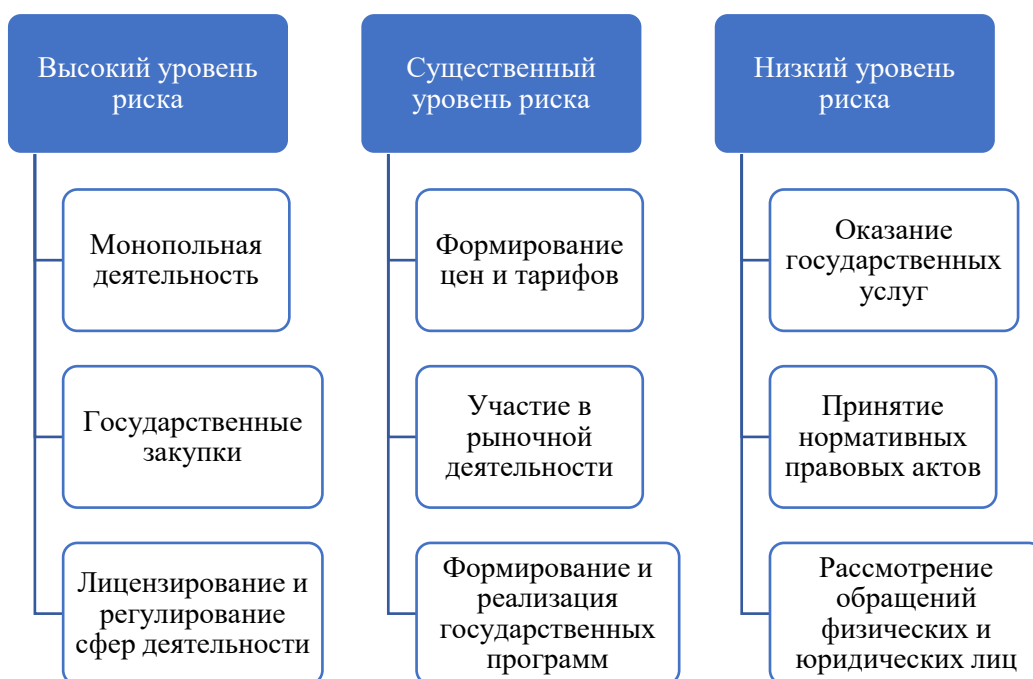 Высокий уровень
риска
Монопольная
деятельность
Государственные
закупки
Лицензирование и
регулирование
сфер деятельности
Существенный
уровень риска
Формирование
цен и тарифов
Участие в
рыночной
деятельности
Формирование и
реализация
государственных
программ
Низкий уровень
риска
Оказание
государственных
услуг
Принятие
нормативных
правовых актов
Рассмотрение
обращений
физических и
юридических лиц